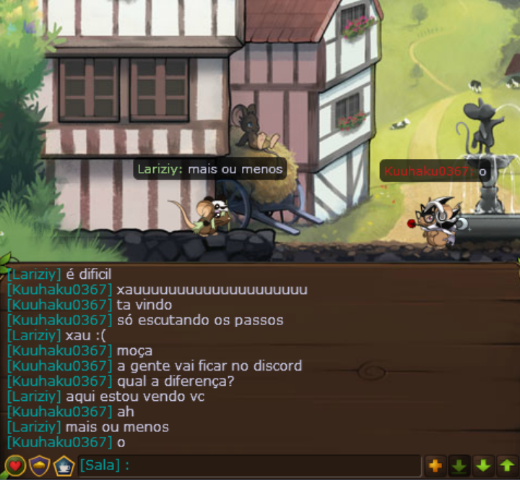 Lariziy: mais ou menos
Kuuhaku0367: o
[Lariziy] é dificil
[Kuuhaku0367] xauuuuuuuuuuuuuuuuuuuuu
[Kuuhaku0367] ta vindo
[Kuuhaku0367] só escutando os passos
[Lariziy] xau :(
[Kuuhaku0367] moça
[Kuuhaku0367] a gente vai ficar no discord
[Kuuhaku0367] qual a diferença?
[Lariziy] aqui estou vendo vc
[Kuuhaku0367] ah
[Lariziy] mais ou menos
[Kuuhaku0367] o
[Sala] :